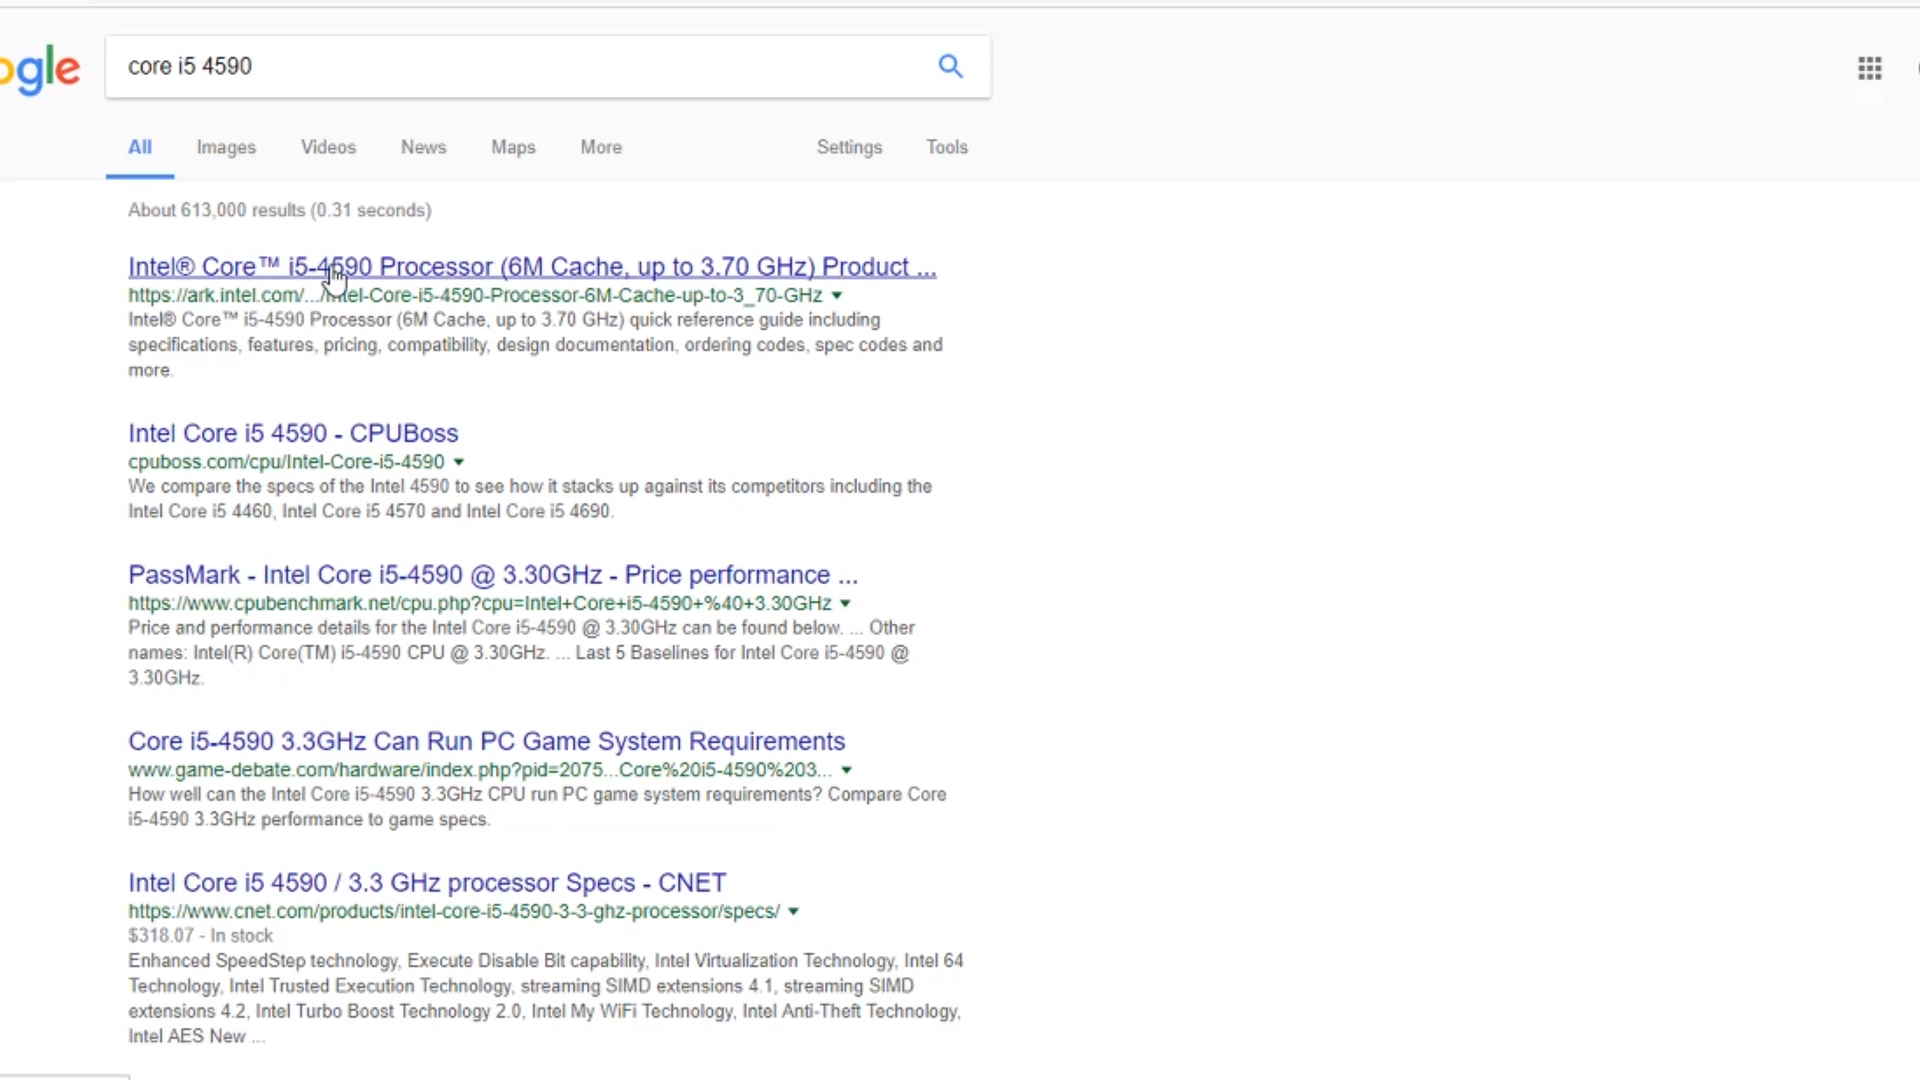 ogle
core i5 4590
All Images Videos News Maps More Settings Tools
About 613,000 results (0.31 seconds)
Intel® Core™ i5-4590 Processor (6M Cache, up to 3.70 GHz) Product ...
https://ark.intel.com/.../Intel-Core-i5-4590-Processor-6M-Cache-up-to-3_70-GHz
Intel® Core™ i5-4590 Processor (6M Cache, up to 3.70 GHz) quick reference guide including
specifications, features, pricing, compatibility, design documentation, ordering codes, spec codes and
more.
Intel Core i5 4590 - CPUBoss
cpuboss.com/cpu/Intel-Core-i5-4590
We compare the specs of the Intel 4590 to see how it stacks up against its competitors including the
Intel Core i5 4460, Intel Core i5 4570 and Intel Core i5 4690.
PassMark - Intel Core i5-4590 @ 3.30GHz - Price performance ...
https://www.cpubenchmark.net/cpu.php?cpu=Intel+Core+i5-4590+%40+3.30GHz
Price and performance details for the Intel Core i5-4590 @ 3.30GHz can be found below. ... Other
names: Intel(R) Core(TM) i5-4590 CPU @ 3.30GHz. ... Last 5 Baselines for Intel Core i5-4590 @
3.30GHz.
Core i5-4590 3.3GHz Can Run PC Game System Requirements
www.game-debate.com/hardware/index.php?pid=2075...Core%20i5-4590%203...
How well can the Intel Core i5-4590 3.3GHz CPU run PC game system requirements? Compare Core
i5-4590 3.3GHz performance to game specs.
Intel Core i5 4590 / 3.3 GHz processor Specs - CNET
https://www.cnet.com/products/intel-core-i5-4590-3-3-ghz-processor/specs/
$318.07 - In stock
Enhanced SpeedStep technology, Execute Disable Bit capability, Intel Virtualization Technology, Intel 64
Technology, Intel Trusted Execution Technology, streaming SIMD extensions 4.1, streaming SIMD
extensions 4.2, Intel Turbo Boost Technology 2.0, Intel My WiFi Technology, Intel Anti-Theft Technology,
Intel AES New ...